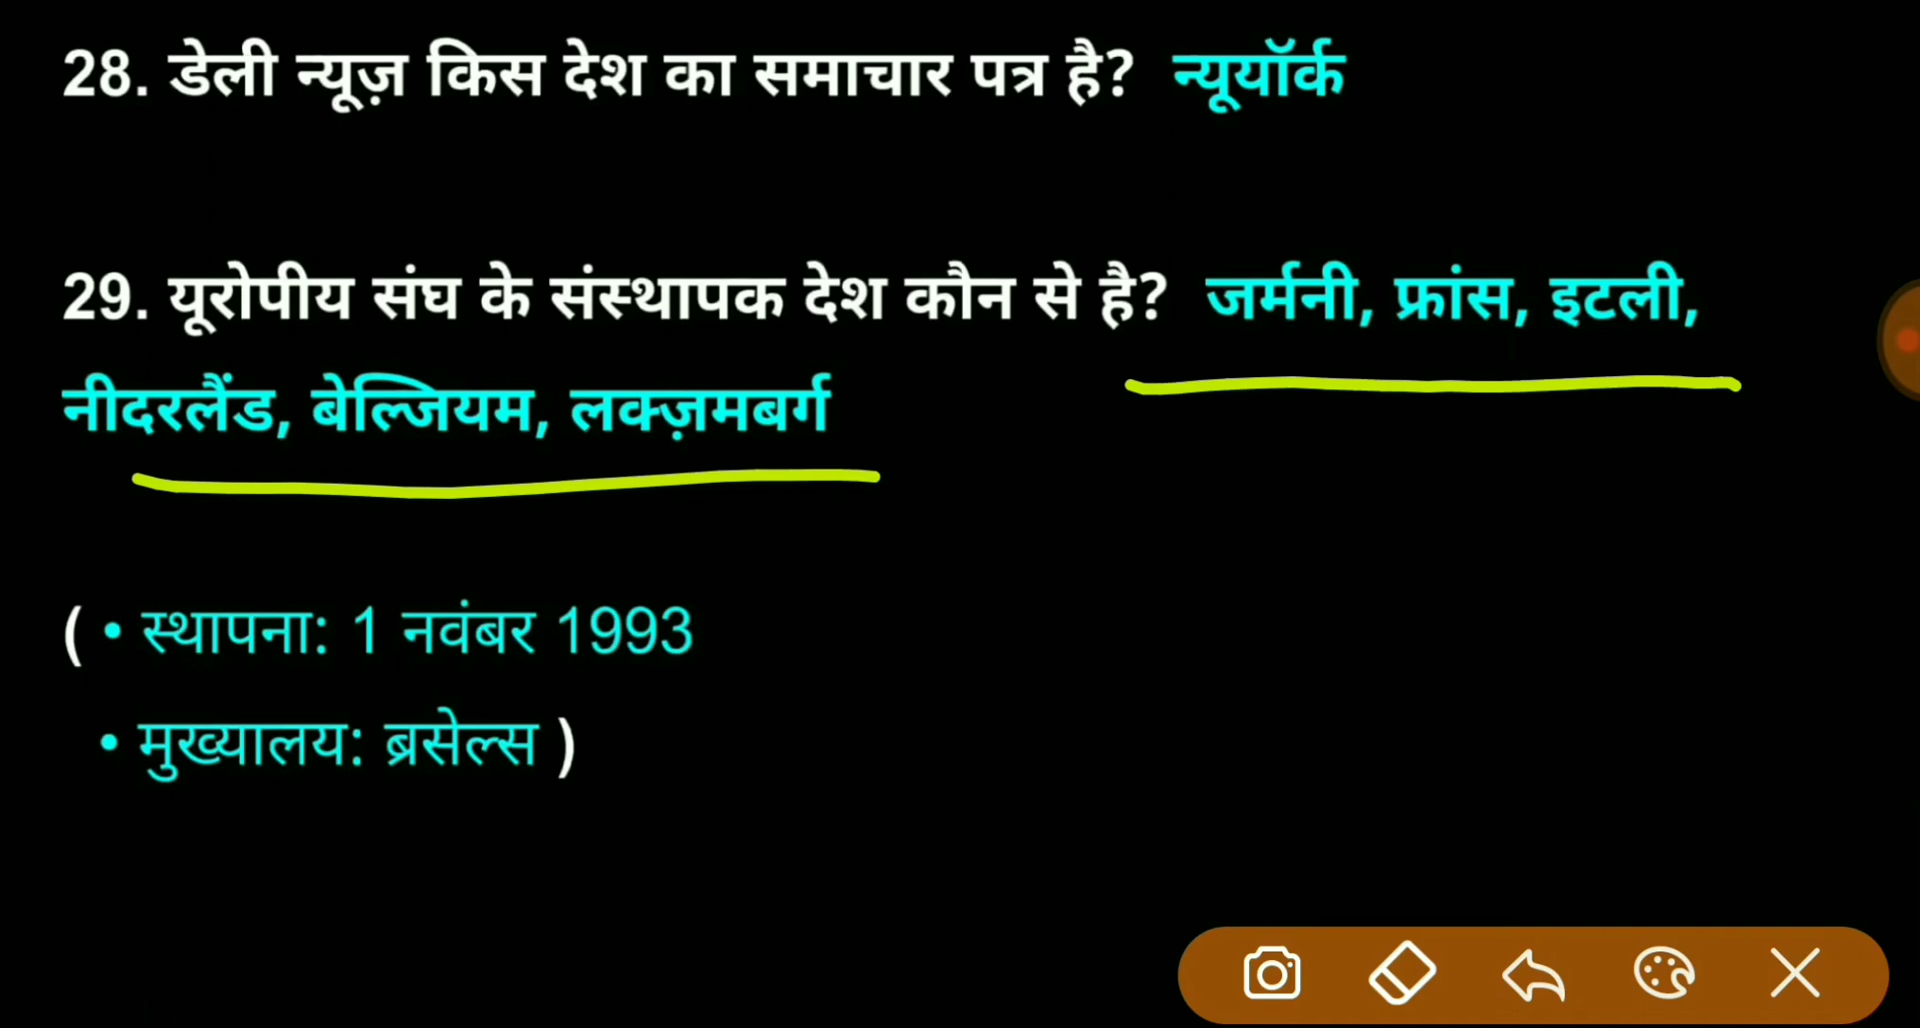 28. डेली न्यूज़ किस देश का समाचार पत्र है? न्यूयॉर्क
29. यूरोपीय संघ के संस्थापक देश कौन से है? जर्मनी, फ्रांस, इटली,
नीदरलैंड, बेल्जियम, लक्ज़मबर्ग
( • स्थापना: 1 नवंबर 1993
• मुख्यालय: ब्रसेल्स )